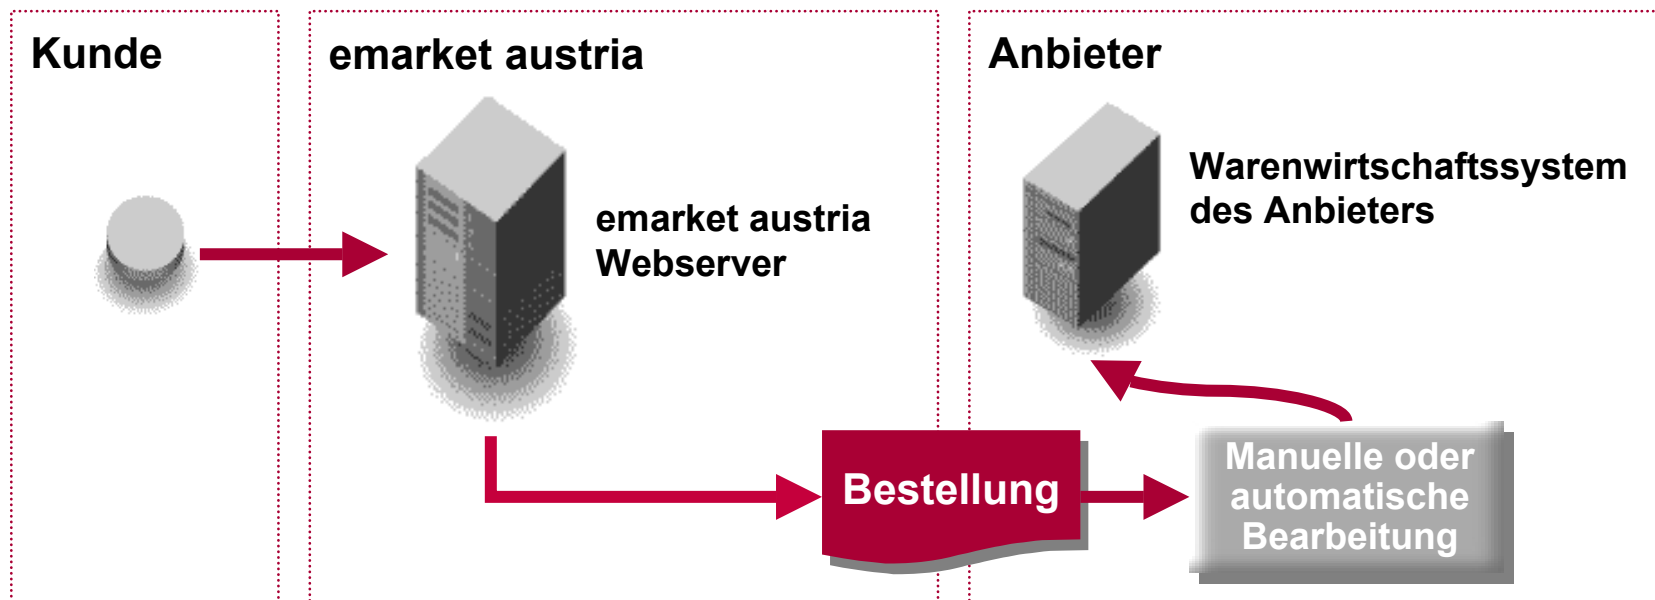 Kunde
emarket austria
Anbieter
emarket austria
Webserver
Warenwirtschaftssystem
des Anbieters
Bestellung
Manuelle oder
automatische
Bearbeitung